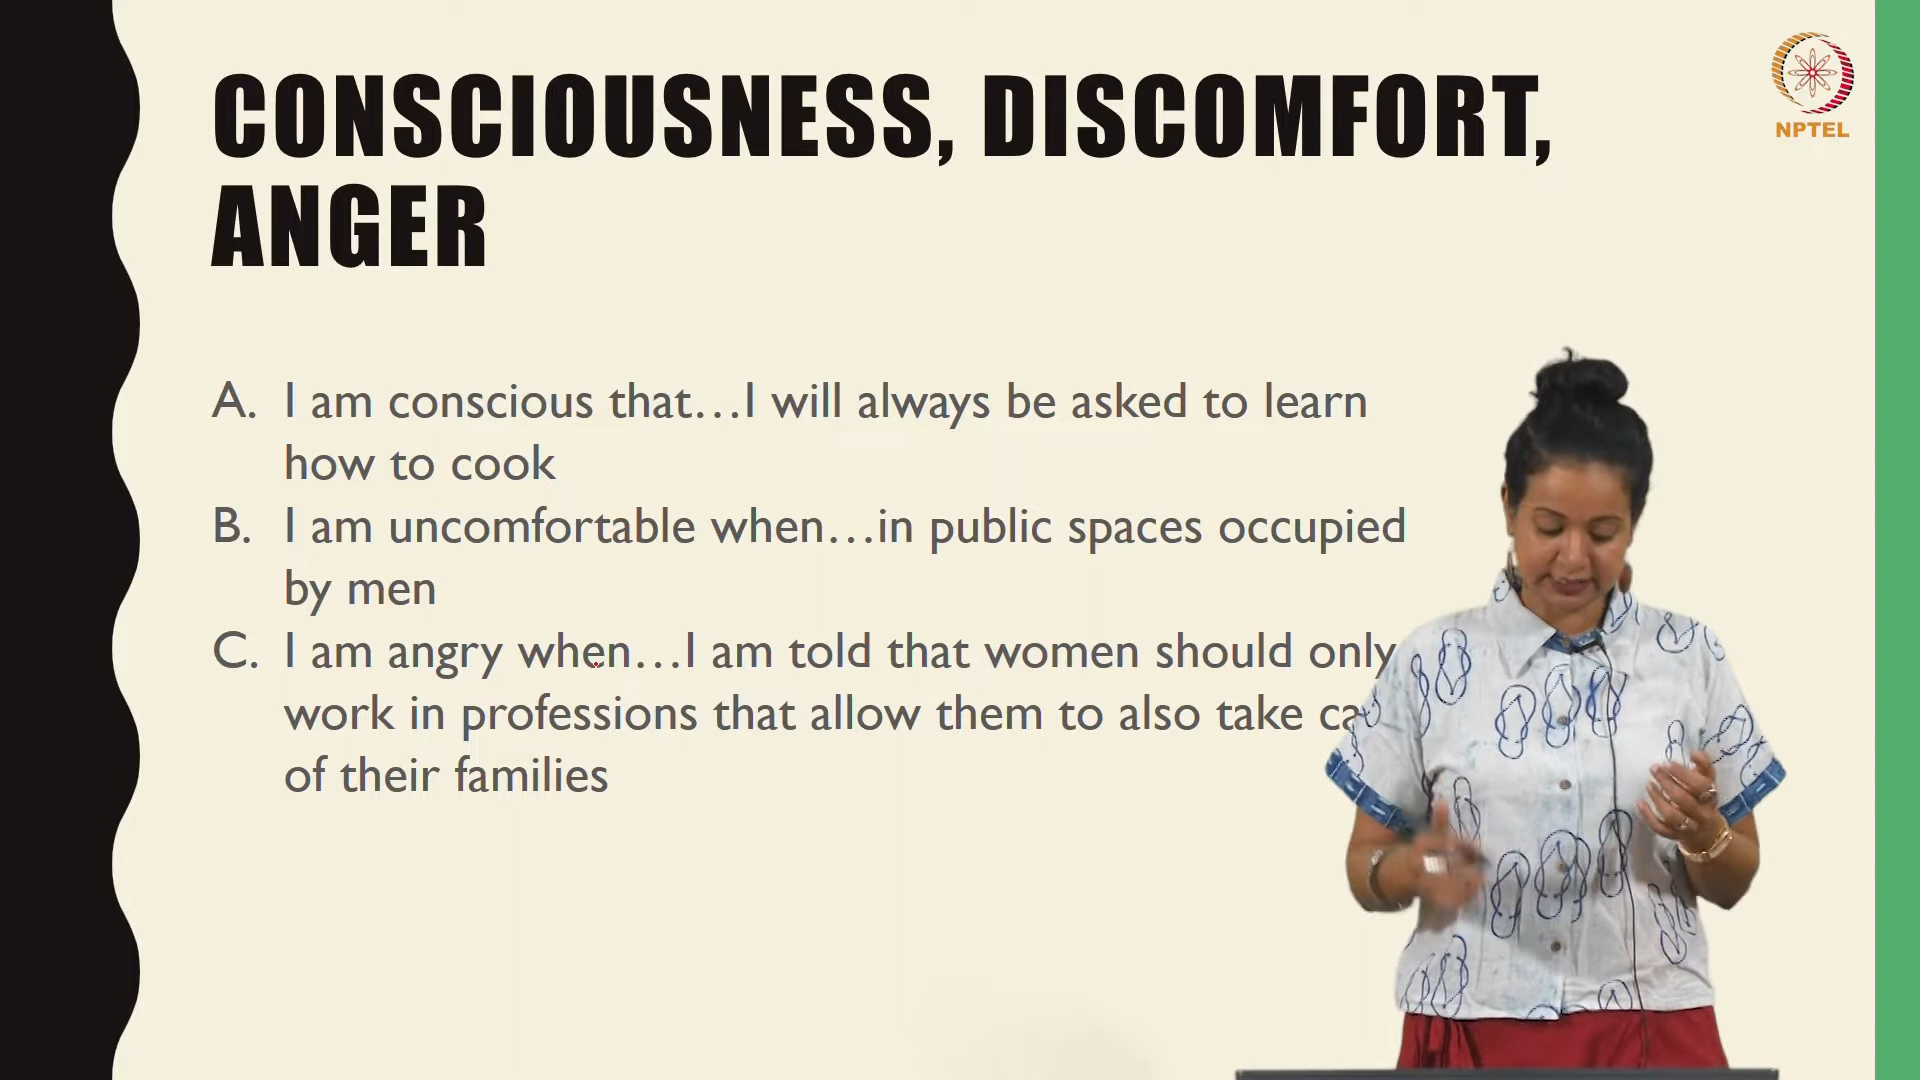 CONSCIOUSNESS, DISCOMFORT,
ANGER
NPTEL
A. I am conscious that...I will always be asked to learn
how to cook
B. I am uncomfortable when...in public spaces occupied
by men
C. I am angry when...I am told that women should only
work in professions that allow them to also take
of their families